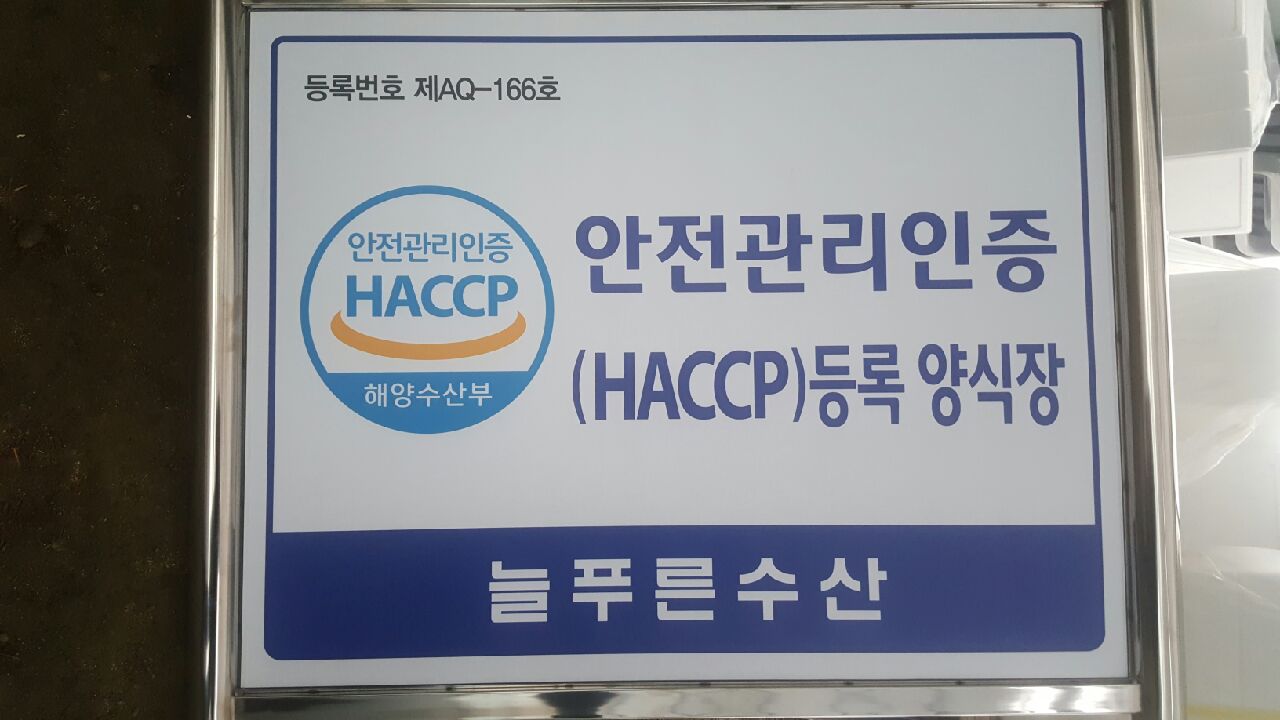 등록번호 제AQ-166호
안전관리인증
HACCP
해양수산부
안전관리인증
(HACCP)등록 양식장
늘푸른수산